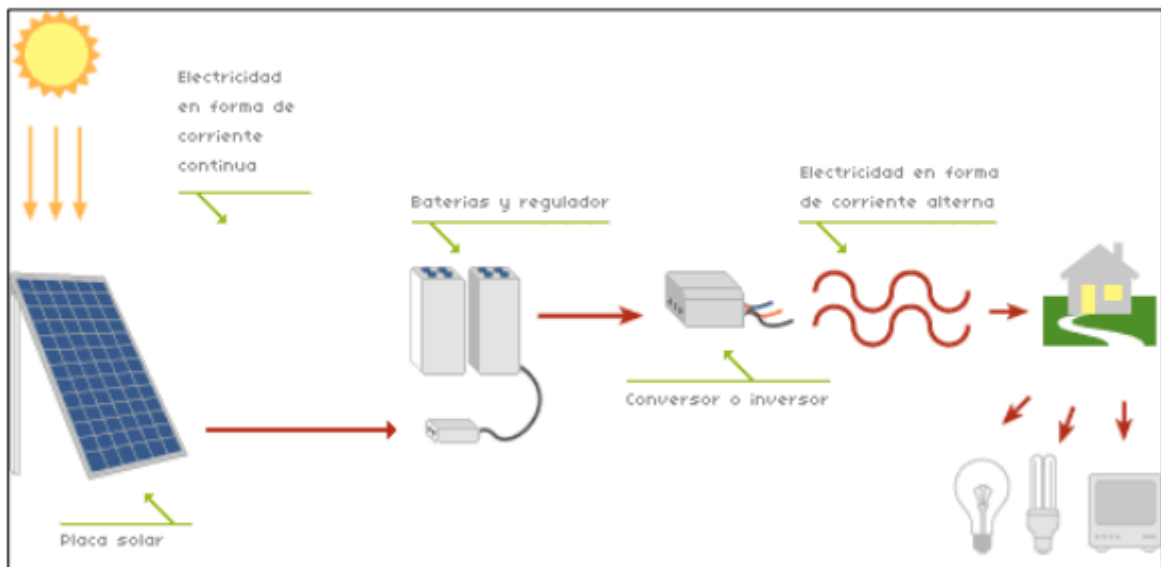 Electricidad
en forma de
corriente
continua
Baterias y regulador
Electricidad en forma
de corriente alterna
Conversor o inversor
Placa solar